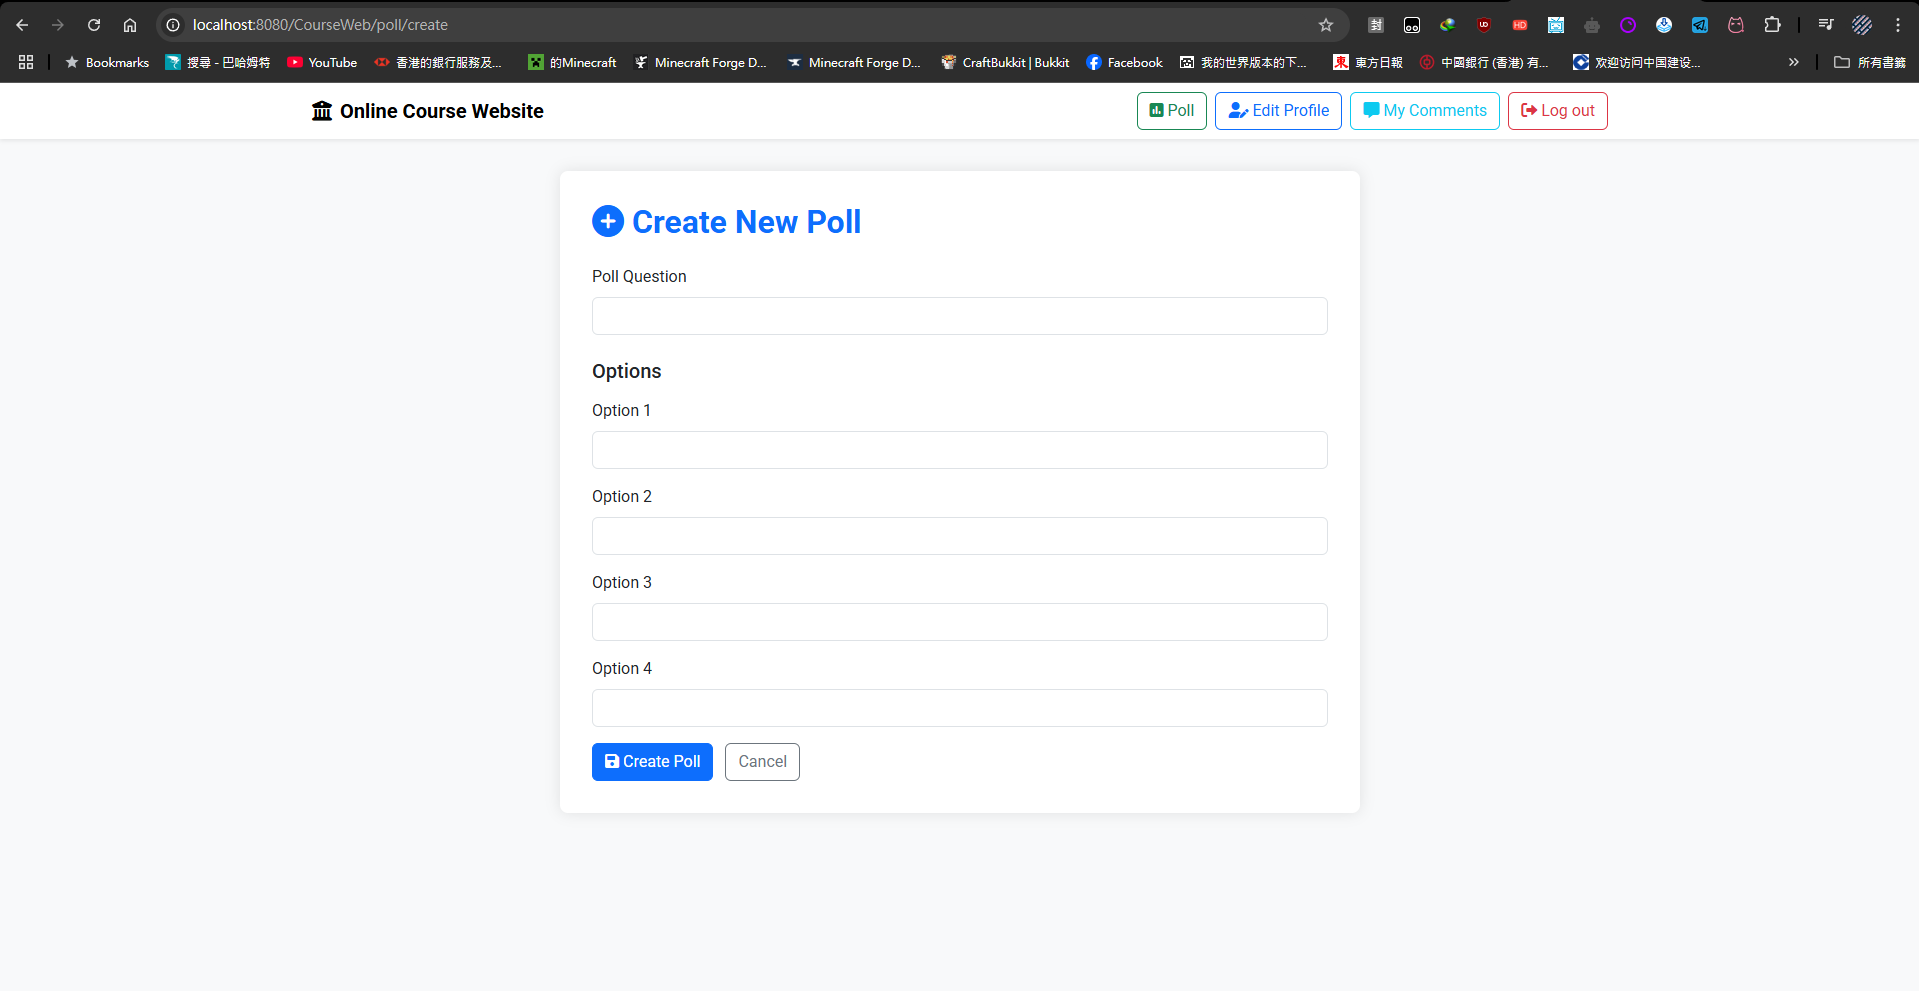 localhost:8080/CourseWeb/poll/create
Bookmarks 搜尋 - 巴哈姆特 YouTube 香港的銀行服務及... 的Minecraft Minecraft Forge D... Minecraft Forge D... CraftBukkit | Bukkit Facebook 我的世界版本的下... 東方日報 中國銀行 (香港) 有... 欢迎访问中国建设... » 所有書籤
Online Course Website Poll Edit Profile My Comments Log out
Create New Poll
Poll Question
Options
Option 1
Option 2
Option 3
Option 4
Create Poll Cancel